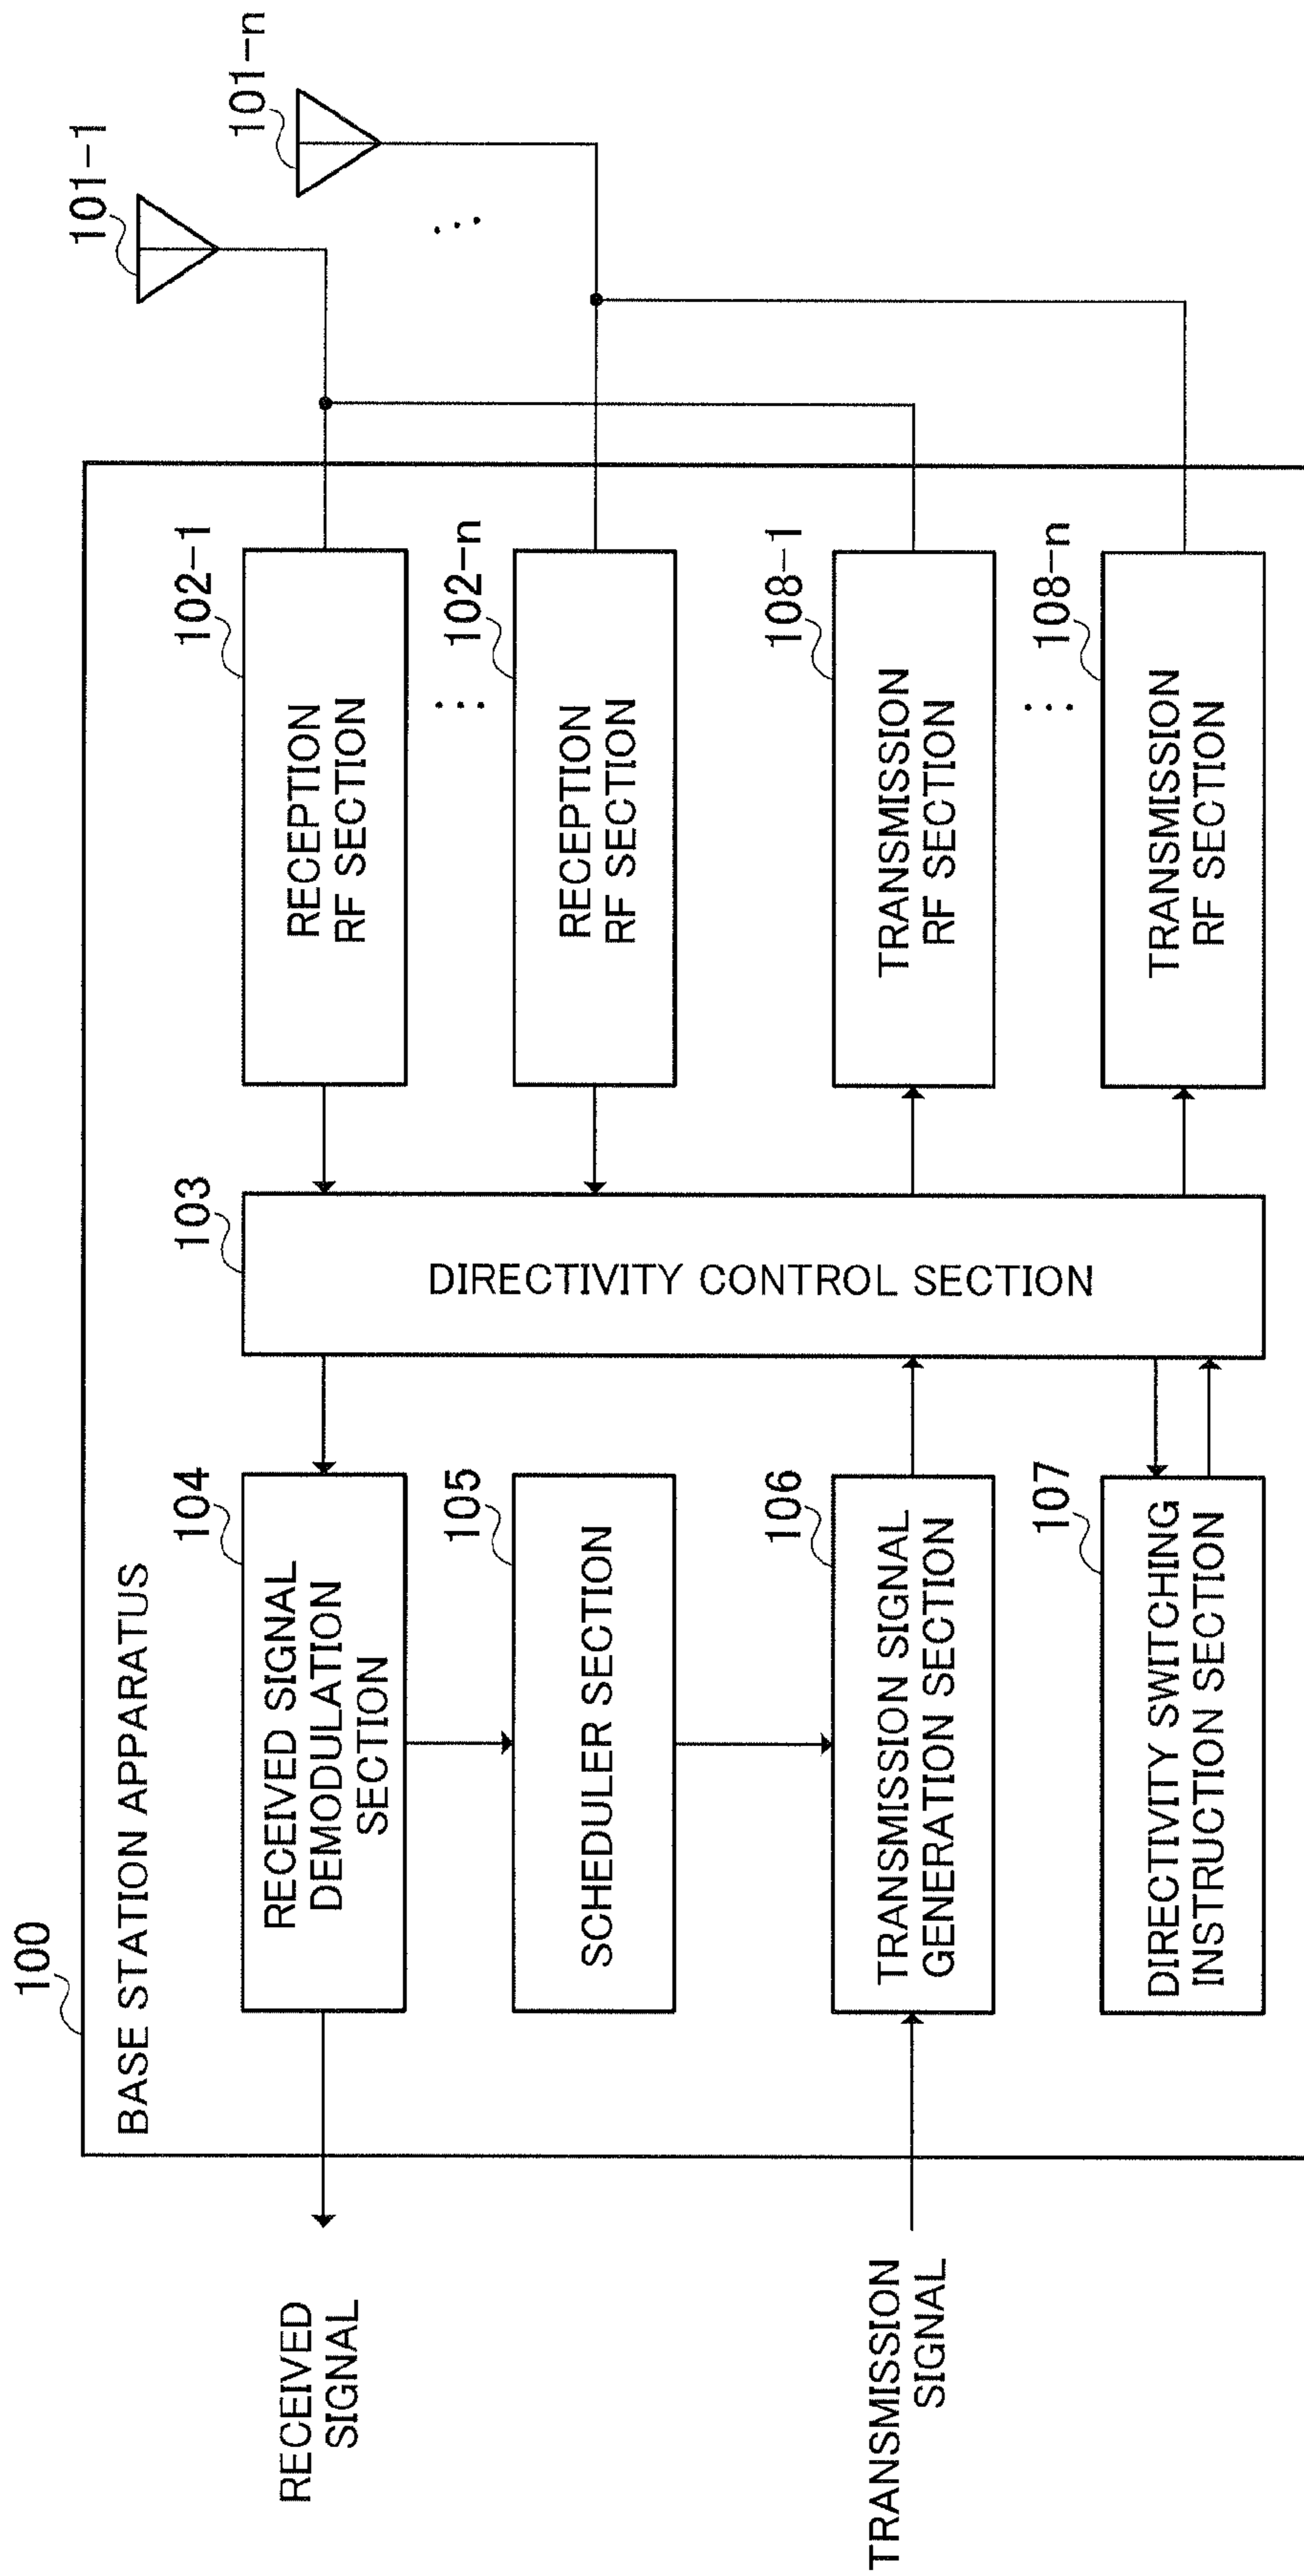 100
BASE STATION APPARATUS
101-1
101-n
RECEIVED
SIGNAL
104
RECEIVED SIGNAL
DEMODULATION
SECTION
103
DIRECTIVITY CONTROL SECTION
102-1
RECEPTION
RF SECTION
105
SCHEDULER SECTION
102-n
RECEPTION
RF SECTION
TRANSMISSION
SIGNAL
106
TRANSMISSION SIGNAL
GENERATION SECTION
108-1
TRANSMISSION
RF SECTION
107
DIRECTIVITY SWITCHING
INSTRUCTION SECTION
108-n
TRANSMISSION
RF SECTION